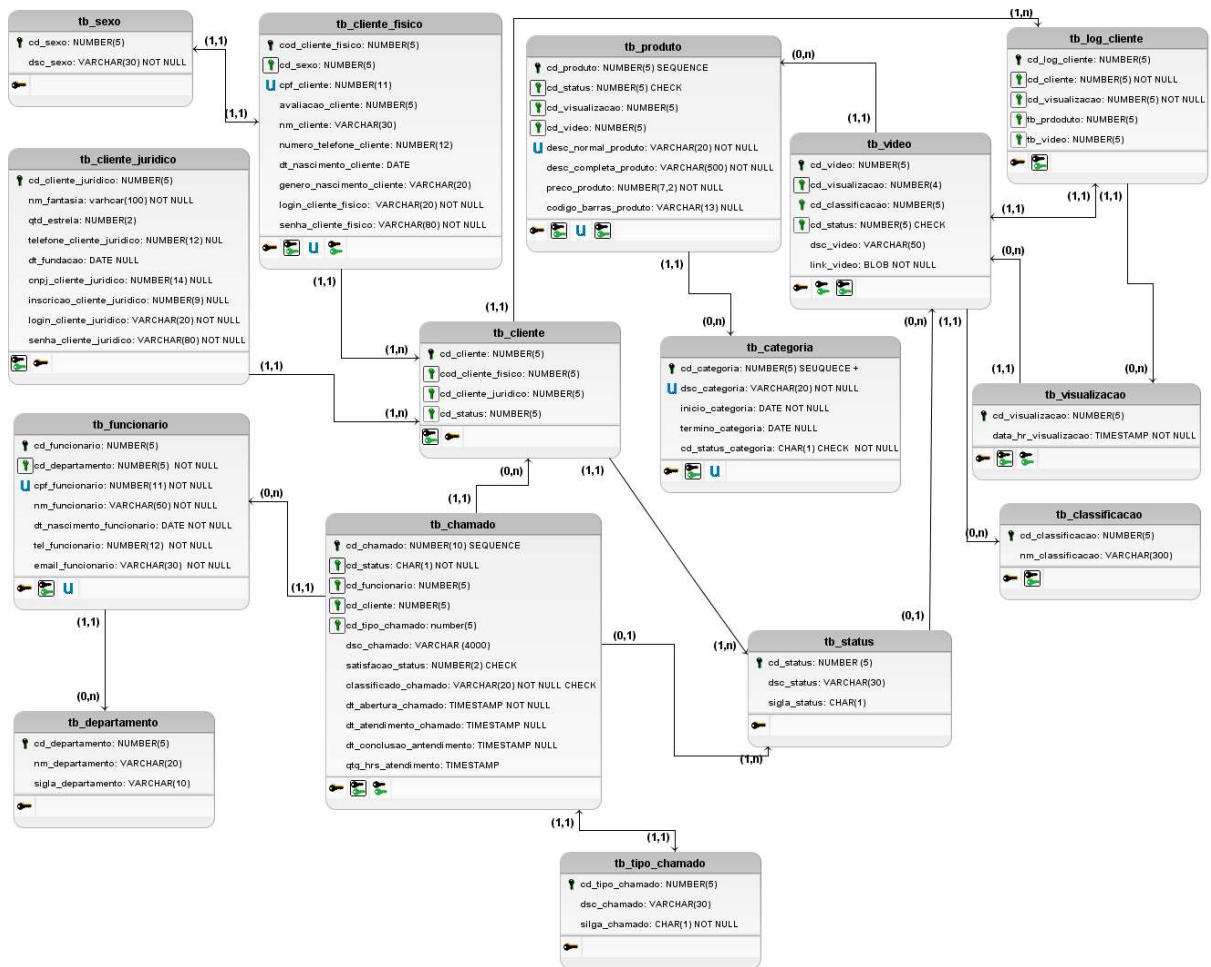 tb_sexo
cd_sexo: NUMBER(5)
dsc_sexo: VARCHAR(30) NOT NULL
(1,1)
(1,1)
tb_cliente_fisico
cod_cliente_fisico: NUMBER(5)
cd_sexo: NUMBER(5)
u cpf_cliente: NUMBER(11)
avaliacao_cliente: NUMBER(5)
nm_cliente: VARCHAR(30)
numero_telefone_cliente: NUMBER(12)
dt_nascimento_cliente: DATE
genero_nascimento_cliente: VARCHAR(20)
login_cliente_fisico: VARCHAR(20) NOT NULL
senha_cliente_fisico: VARCHAR(80) NOT NULL
u
(1,1)
(1,n)
tb_produto
cd_produto: NUMBER(5) SEQUENCE
cd_status: NUMBER(5) CHECK
cd_visualizacao: NUMBER(5)
cd_video: NUMBER(5)
u desc_normal_produto: VARCHAR(20) NOT NULL
desc_completa_produto: VARCHAR(500) NOT NULL
preco_produto: NUMBER(7,2) NOT NULL
codigo_barras_produto: VARCHAR(13) NULL
u
(0,n)
(1,1)
(1,1)
(0,n)
(1,n)
tb_log_cliente
cd_log_cliente: NUMBER(5)
cd_cliente: NUMBER(5) NOT NULL
cd_visualizacao: NUMBER(5) NOT NULL
tb_prdoduto: NUMBER(5)
tb_video: NUMBER(5)
(1,1)
(1,1)
(1,1)
(0,n)
tb_video
cd_video: NUMBER(5)
cd_visualizacao: NUMBER(4)
cd_classificacao: NUMBER(5)
cd_status: NUMBER(5) CHECK
dsc_video: VARCHAR(50)
link_video: BLOB NOT NULL
(0,n)
(0,n)
(1,1)
tb_cliente_juridico
cd_cliente_juridico: NUMBER(5)
nm_fantasia: varhcar(100) NOT NULL
qtd_estrela: NUMBER(2)
telefone_cliente_juridico: NUMBER(12) NUL
dt_fundacao: DATE NULL
cnpj_cliente_juridico: NUMBER(14) NULL
inscricao_cliente_juridico: NUMBER(9) NULL
login_cliente_juridico: VARCHAR(20) NOT NULL
senha_cliente_juridico: VARCHAR(80) NOT NULL
(1,1)
(1,n)
tb_cliente
cd_cliente: NUMBER(5)
cod_cliente_fisico: NUMBER(5)
cd_cliente_juridico: NUMBER(5)
cd_status: NUMBER(5)
(1,1)
(0,n)
(1,1)
tb_categoria
cd_categoria: NUMBER(5) SEUQUECE +
u dsc_categoria: VARCHAR(20) NOT NULL
inicio_categoria: DATE NOT NULL
termino_categoria: DATE NULL
cd_status_categoria: CHAR(1) CHECK NOT NULL
u
(1,1)
tb_visualizacao
cd_visualizacao: NUMBER(5)
data_hr_visualizacao: TIMESTAMP NOT NULL
(0,n)
tb_classificacao
cd_classificacao: NUMBER(5)
nm_classificacao: VARCHAR(300)
tb_funcionario
cd_funcionario: NUMBER(5)
cd_departamento: NUMBER(5) NOT NULL
u cpf_funcionario: NUMBER(11) NOT NULL
nm_funcionario: VARCHAR(50) NOT NULL
dt_nascimento_funcionario: DATE NOT NULL
tel_funcionario: NUMBER(12) NOT NULL
email_funcionario: VARCHAR(30) NOT NULL
u
(0,n)
(1,1)
(1,1)
(0,n)
tb_chamado
cd_chamado: NUMBER(10) SEQUENCE
cd_status: CHAR(1) NOT NULL
cd_funcionario: NUMBER(5)
cd_cliente: NUMBER(5)
cd_tipo_chamado: number(5)
dsc_chamado: VARCHAR (4000)
satisfacao_status: NUMBER(2) CHECK
classificado_chamado: VARCHAR(20) NOT NULL CHECK
dt_abertura_chamado: TIMESTAMP NOT NULL
dt_atendimento_chamado: TIMESTAMP NULL
dt_conclusao_antendimento: TIMESTAMP NULL
qtq_hrs_atendimento: TIMESTAMP
(1,1)
(0,1)
(1,n)
(1,n)
(0,1)
tb_status
cd_status: NUMBER (5)
dsc_status: VARCHAR(30)
sigla_status: CHAR(1)
tb_departamento
cd_departamento: NUMBER(5)
nm_departamento: VARCHAR(20)
sigla_departamento: VARCHAR(10)
(1,1)
(1,1)
tb_tipo_chamado
cd_tipo_chamado: NUMBER(5)
dsc_chamado: VARCHAR(30)
silga_chamado: CHAR(1) NOT NULL